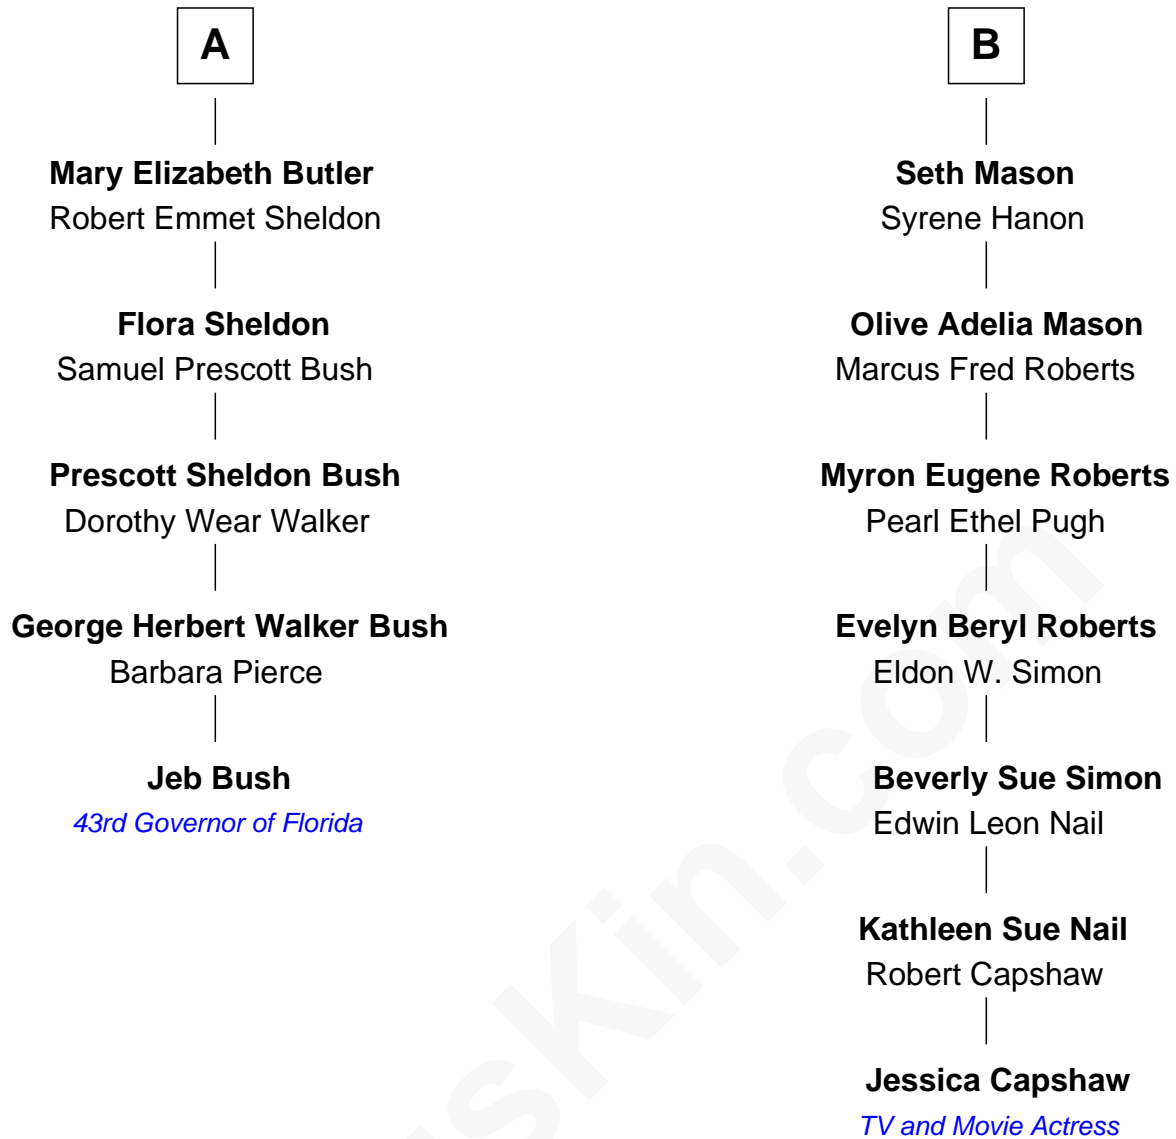 A
Mary Elizabeth Butler
Robert Emmet Sheldon
Flora Sheldon
Samuel Prescott Bush
Prescott Sheldon Bush
Dorothy Wear Walker
George Herbert Walker Bush
Barbara Pierce
Jeb Bush
43rd Governor of Florida
B
Seth Mason
Syrene Hanon
Olive Adelia Mason
Marcus Fred Roberts
Myron Eugene Roberts
Pearl Ethel Pugh
Evelyn Beryl Roberts
Eldon W. Simon
Beverly Sue Simon
Edwin Leon Nail
Kathleen Sue Nail
Robert Capshaw
Jessica Capshaw
TV and Movie Actress